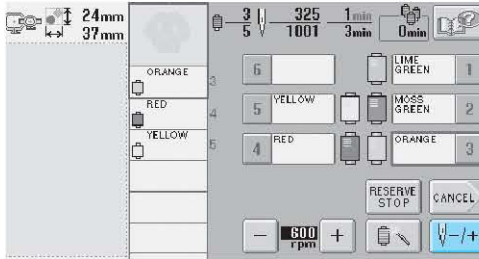 24mm
37mm
3
5
325
1001
1min
3min
0min
ORANGE
3
RED
4
YELLOW
5
6
LIME
GREEN
1
5
YELLOW
MOSS
GREEN
2
4
RED
ORANGE
3
RESERVE
STOP
CANCEL
−
600
rpm
+
−/+